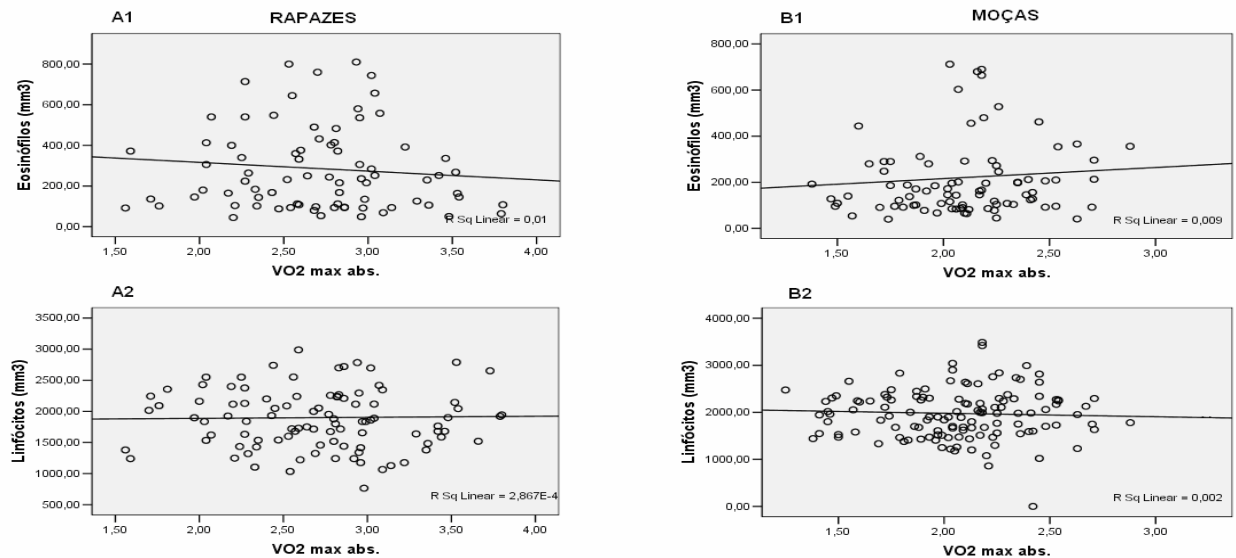 A1
RAPAZES
Eosinófilos (mm3)
800,00
600,00
400,00
200,00
0,00
R Sq Linear = 0,01
1,50 2,00 2,50 3,00 3,50 4,00
VO2 max abs.
B1
MOÇAS
Eosinófilos (mm3)
800,00
600,00
400,00
200,00
0,00
R Sq Linear = 0,009
1,50 2,00 2,50 3,00
VO2 max abs.
A2
Linfócitos (mm3)
3500,00
3000,00
2500,00
2000,00
1500,00
1000,00
500,00
R Sq Linear = 2,867E-4
1,50 2,00 2,50 3,00 3,50 4,00
VO2 max abs.
B2
Linfócitos (mm3)
4000,00
3000,00
2000,00
1000,00
0,00
R Sq Linear = 0,002
1,50 2,00 2,50 3,00
VO2 max abs.